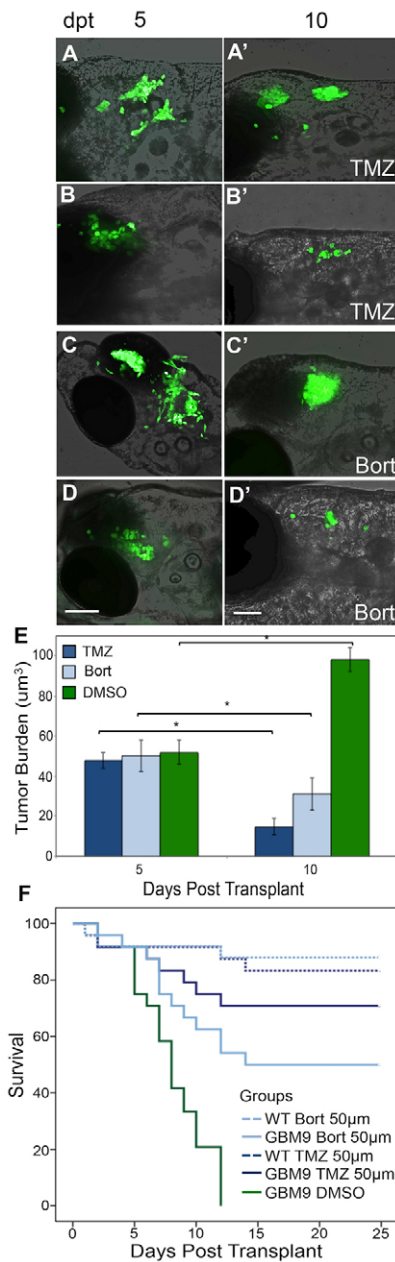 dpt 5 10
A A'
TMZ
B B'
TMZ
C C'
Bort
D D'
Bort
E
TMZ
Bort
DMSO
* * *
Tumor Burden (um³)
100
80
60
40
20
0
5 10
Days Post Transplant
F
100
80
60
40
20
0
Survival
Groups
WT Bort 50µm
GBM9 Bort 50µm
WT TMZ 50µm
GBM9 TMZ 50µm
GBM9 DMSO
0 5 10 15 20 25
Days Post Transplant